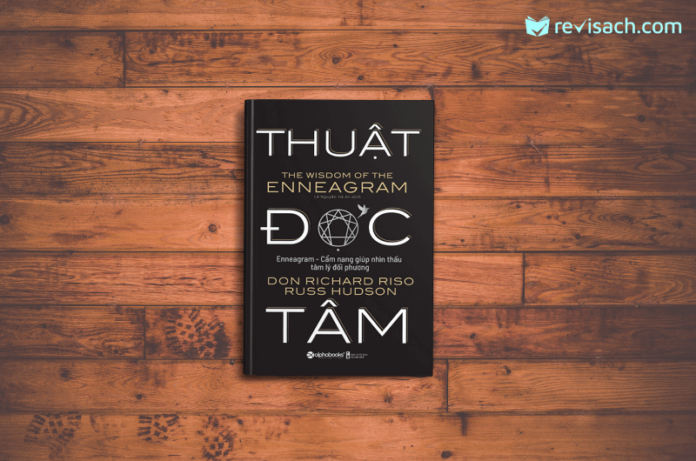 revisach.com
THUẬT
THE WISDOM OF THE
ENNEAGRAM
ĐỌC
Enneagram - Cẩm nang giúp nhìn thấu
tâm lý đối phương
DON RICHARD RISO
RUSS HUDSON
TÂM
alphabooks